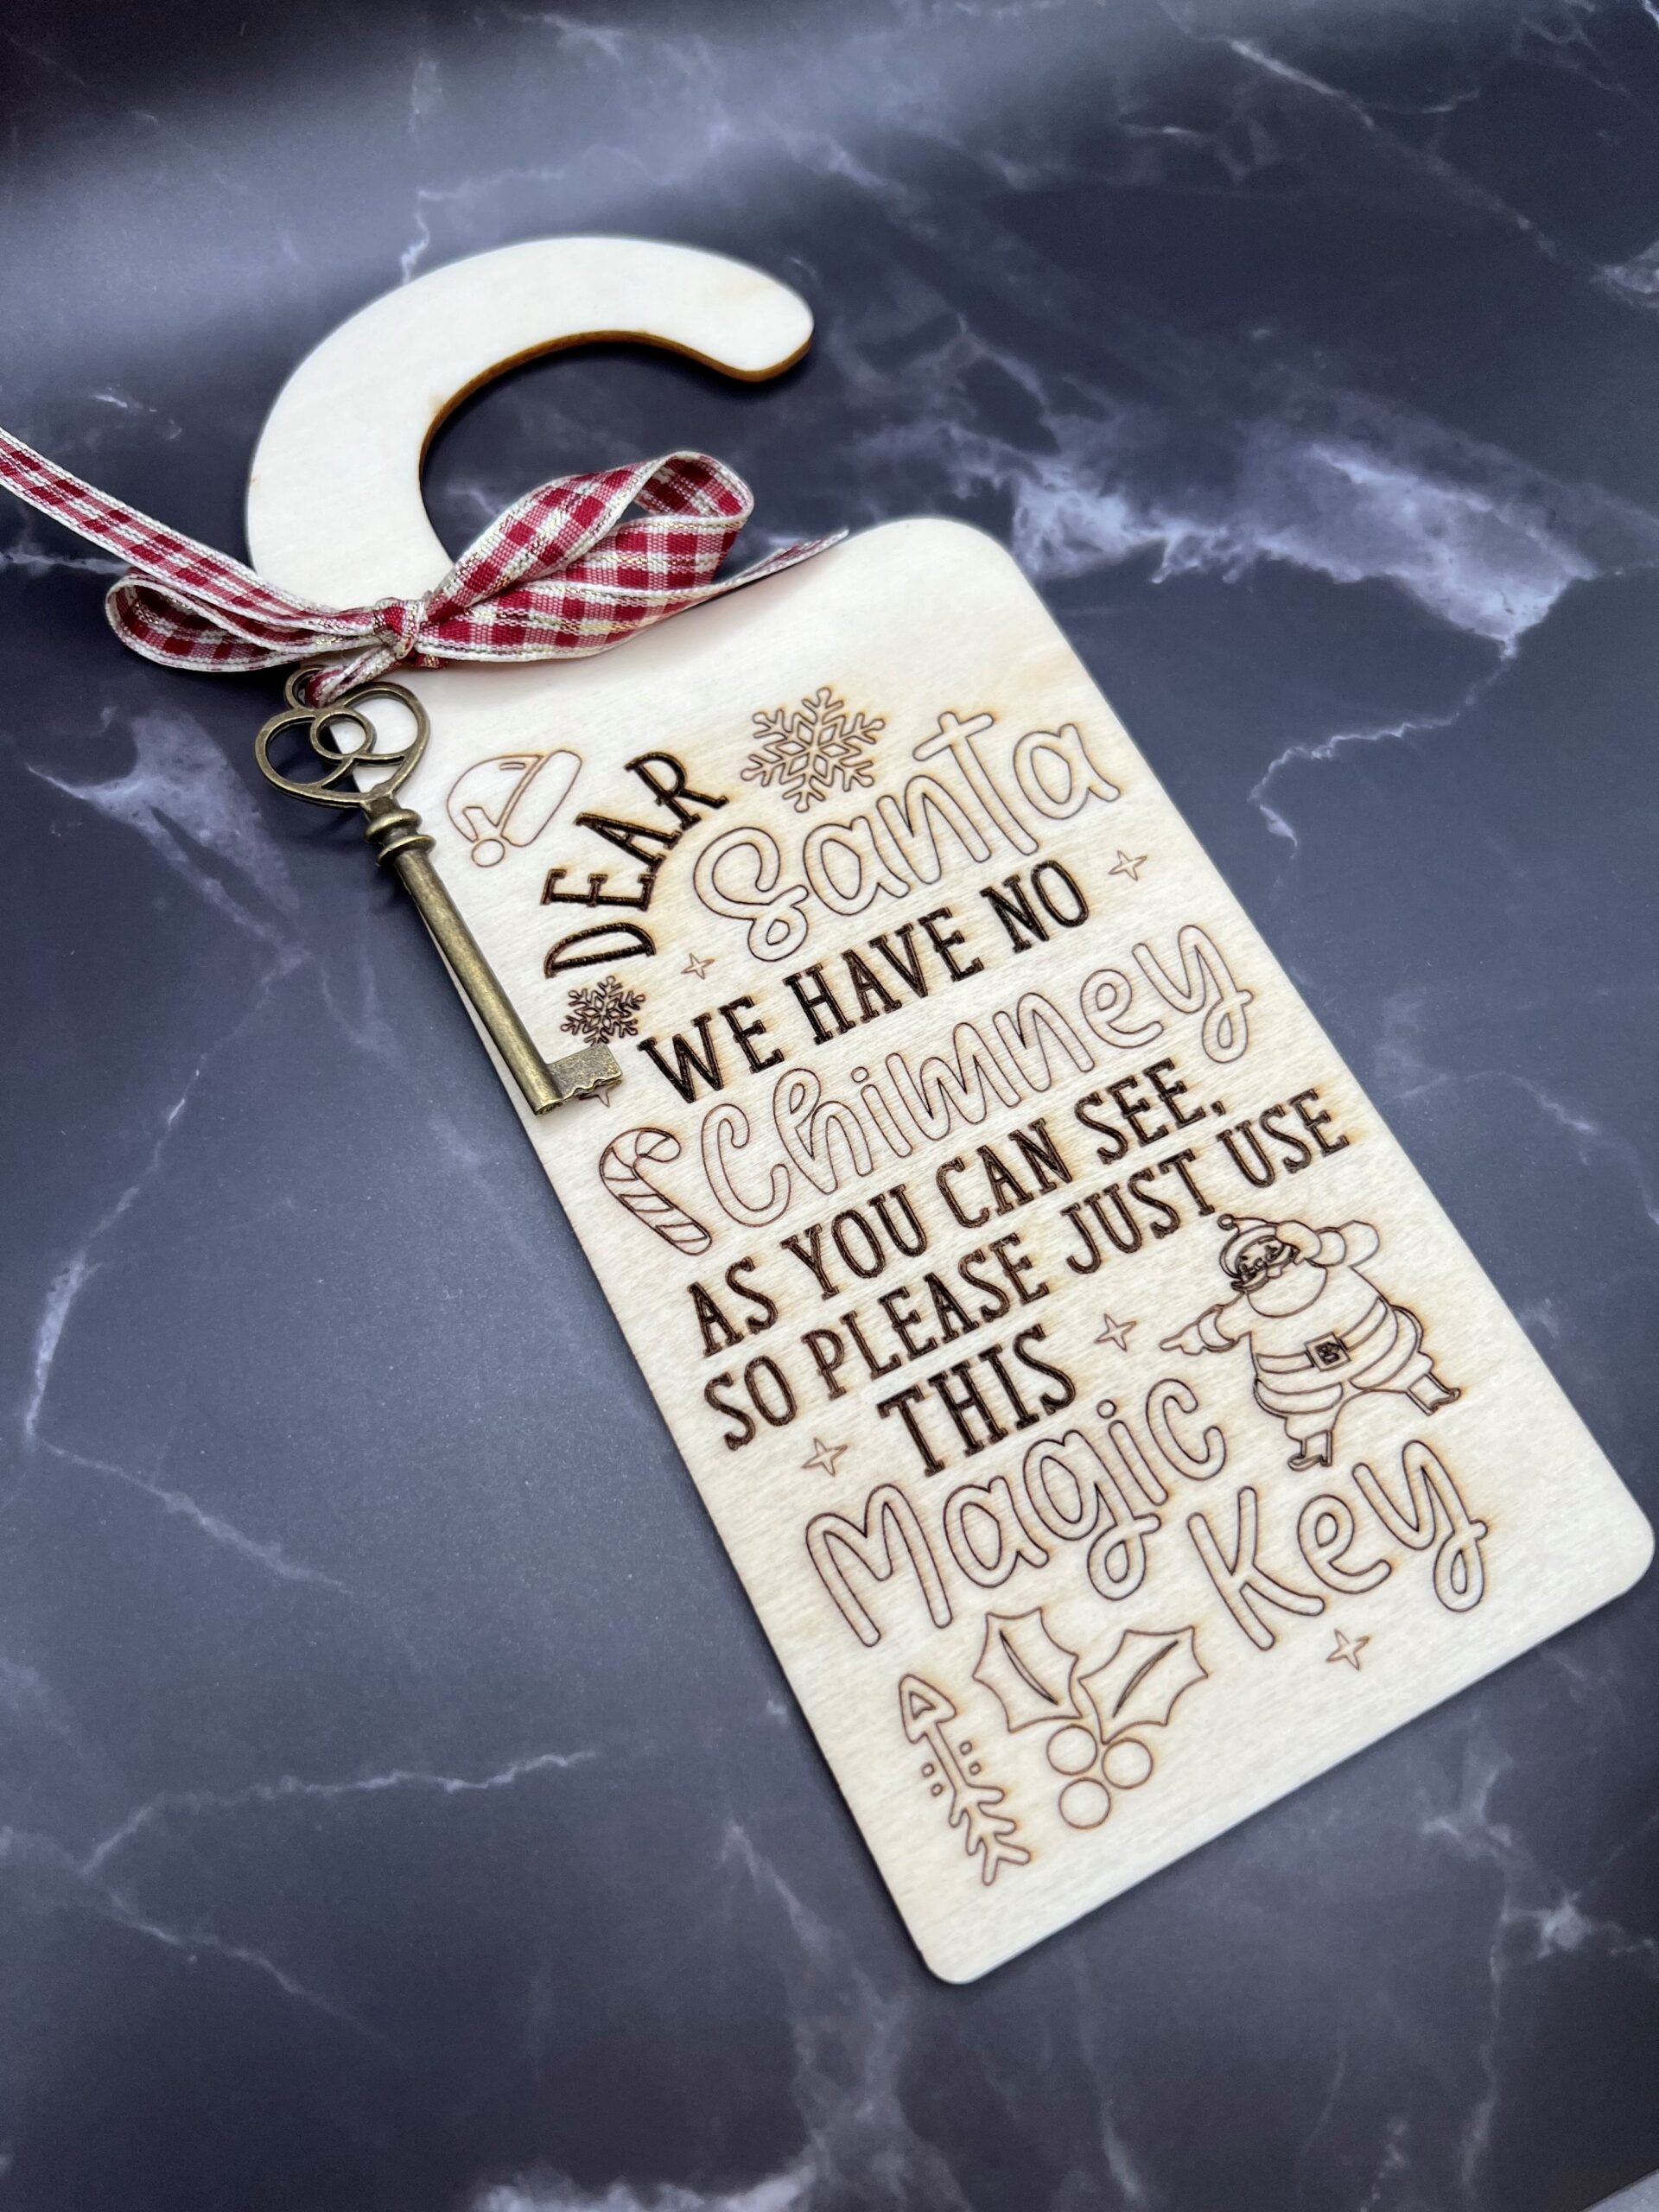 DEAR
Santa
WE HAVE NO
Chimney
AS YOU CAN SEE,
SO PLEASE JUST USE
THIS
Magic
Key